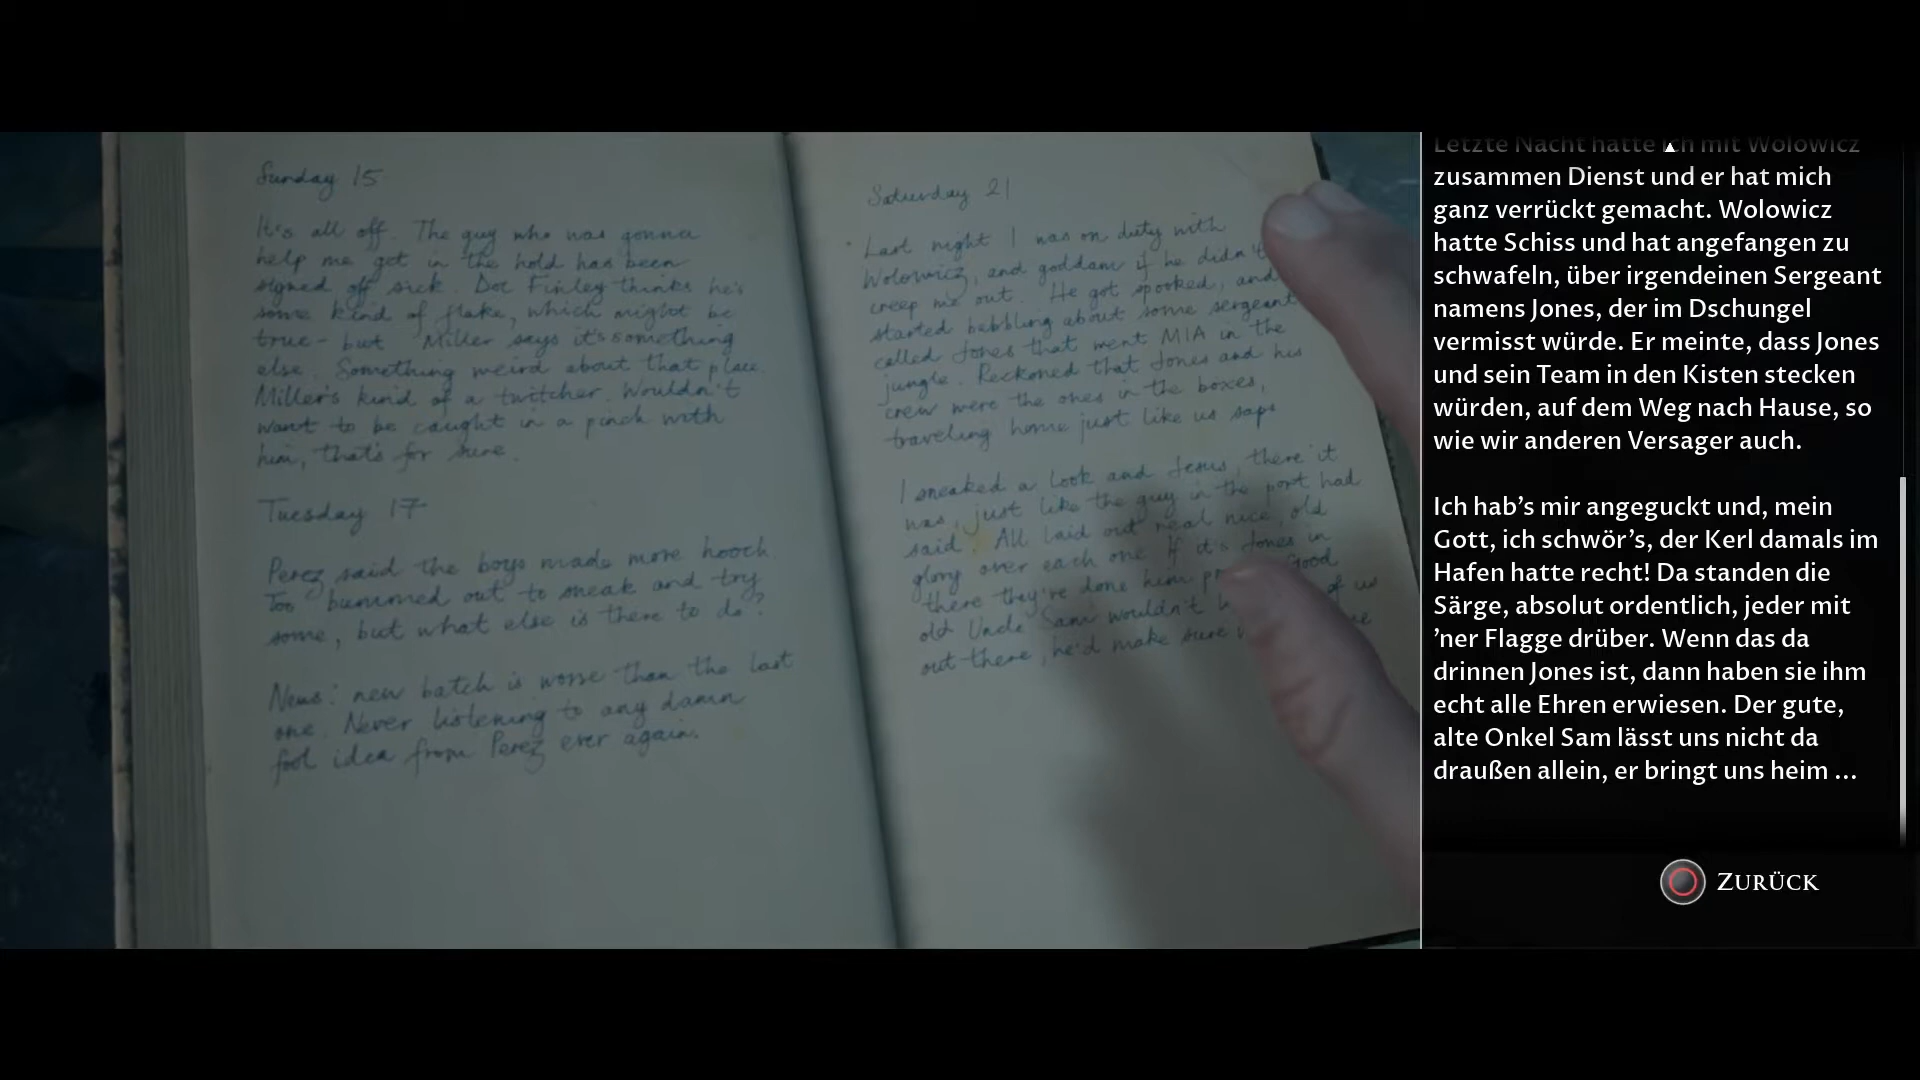 Sunday 15
It's all off. The guy who was gonna
help me get in the hold has been
signed off sick. Doc Finley thinks he's
some kind of flake, which might be
true - but Miller says it's something
else. Something weird about that place.
Miller's kind of a twitcher. Wouldn't
want to be caught in a pinch with
him, that's for sure.
Tuesday 17
Perez said the boys made more hooch.
Too bummed out to sneak and try
some, but what else is there to do?
News: new batch is worse than the last
one. Never listening to any damn
fool idea from Perez ever again.
Saturday 21
Last night I was on duty with
Wolowicz, and goddam if he didn't
creep me out. He got spooked, and
started babbling about some sergeant
called Jones that went MIA in the
jungle. Reckoned that Jones and his
crew were the ones in the boxes,
traveling home just like us saps
I sneaked a look and Jesus, there it
was, just like the guy in the port had
said. All laid out real nice, old
glory over each one. If it's Jones in
there they're done him Good
old Uncle Sam wouldn't of us
out there, he'd make sure
Letzte Nacht hatte ich mit Wolowicz
zusammen Dienst und er hat mich
ganz verrückt gemacht. Wolowicz
hatte Schiss und hat angefangen zu
schwafeln, über irgendeinen Sergeant
namens Jones, der im Dschungel
vermisst würde. Er meinte, dass Jones
und sein Team in den Kisten stecken
würden, auf dem Weg nach Hause, so
wie wir anderen Versager auch.
Ich hab's mir angeguckt und, mein
Gott, ich schwör's, der Kerl damals im
Hafen hatte recht! Da standen die
Särge, absolut ordentlich, jeder mit
'ner Flagge drüber. Wenn das da
drinnen Jones ist, dann haben sie ihm
echt alle Ehren erwiesen. Der gute,
alte Onkel Sam lässt uns nicht da
draußen allein, er bringt uns heim ...
ZURÜCK